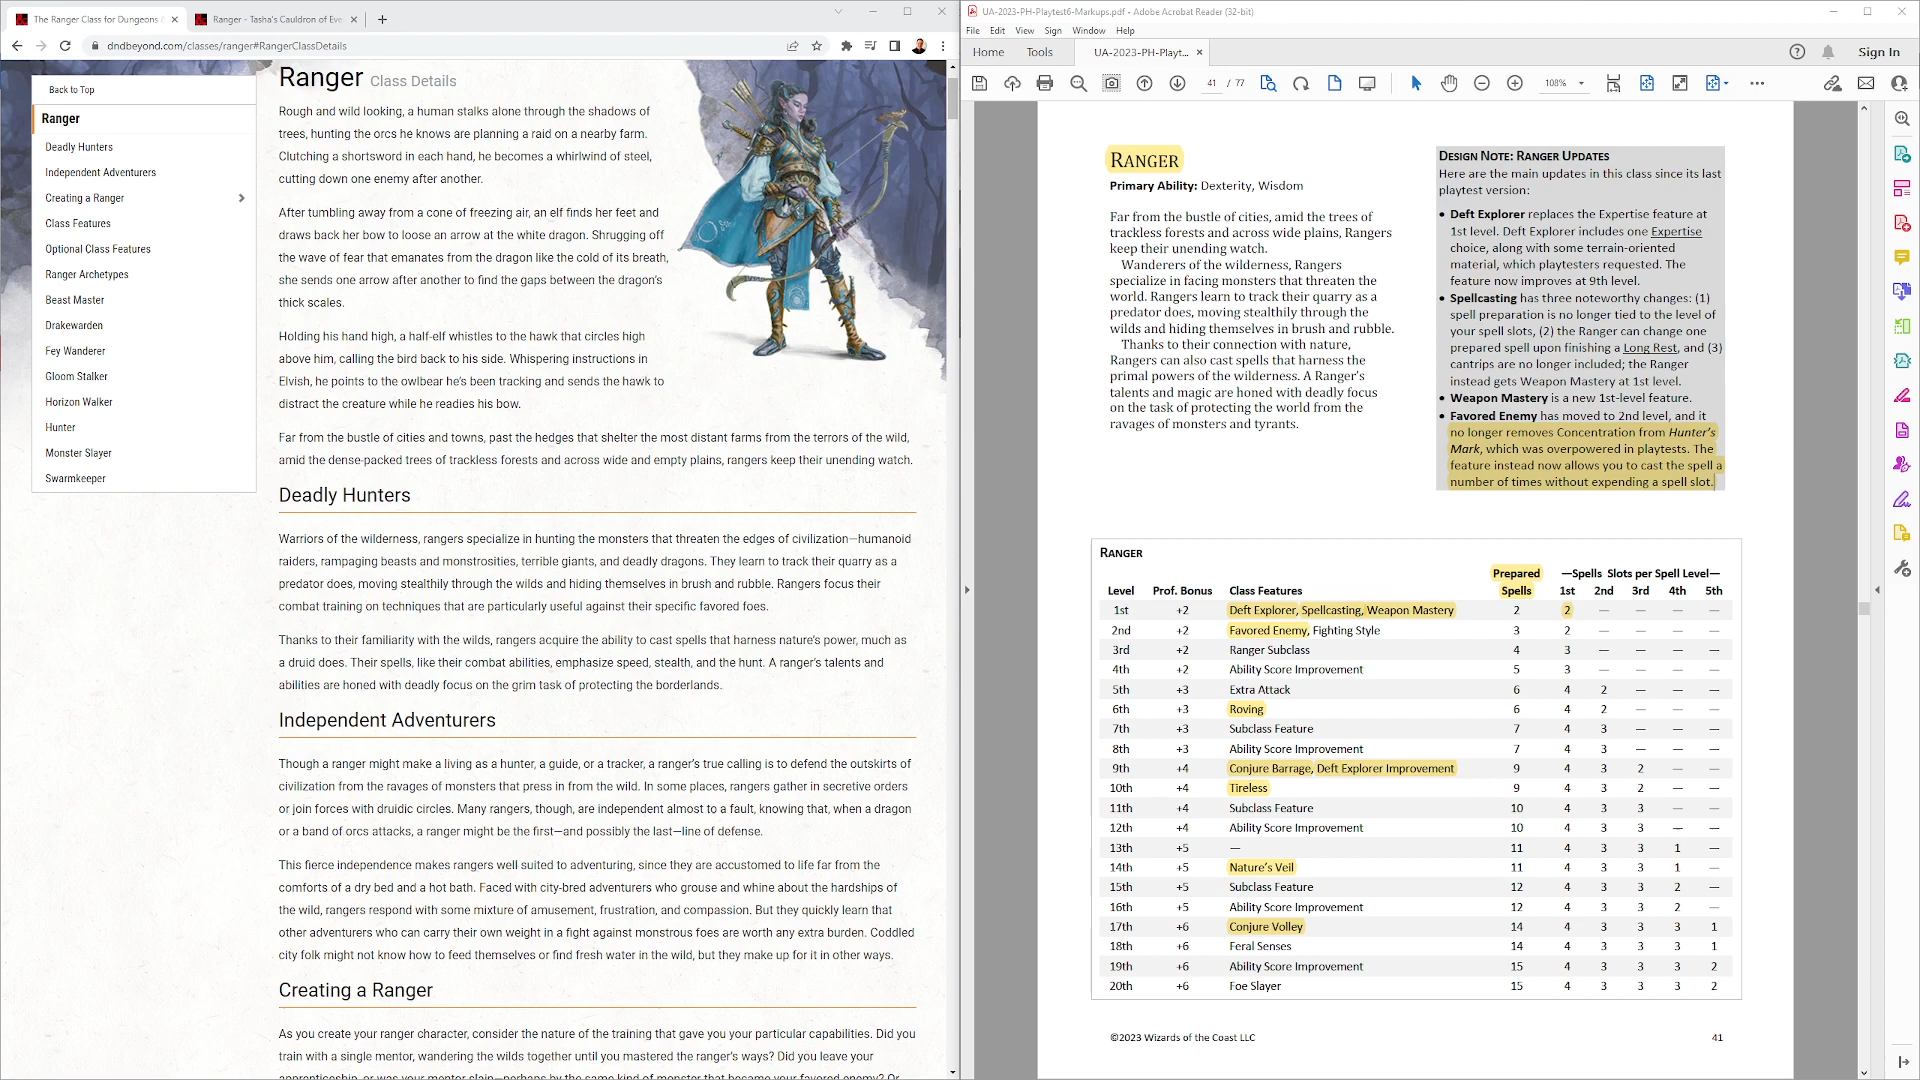 The Ranger Class for Dungeons &
Ranger - Tasha's Cauldron of Eve
dndbeyond.com/classes/ranger#RangerClassDetails
Back to Top
Ranger
Deadly Hunters
Independent Adventurers
Creating a Ranger
Class Features
Optional Class Features
Ranger Archetypes
Beast Master
Drakewarden
Fey Wanderer
Gloom Stalker
Horizon Walker
Hunter
Monster Slayer
Swarmkeeper
Ranger Class Details
Rough and wild looking, a human stalks alone through the shadows of
trees, hunting the orcs he knows are planning a raid on a nearby farm.
Clutching a shortsword in each hand, he becomes a whirlwind of steel,
cutting down one enemy after another.
After tumbling away from a cone of freezing air, an elf finds her feet and
draws back her bow to loose an arrow at the white dragon. Shrugging off
the wave of fear that emanates from the dragon like the cold of its breath,
she sends one arrow after another to find the gaps between the dragon's
thick scales.
Holding his hand high, a half-elf whistles to the hawk that circles high
above him, calling the bird back to his side. Whispering instructions in
Elvish, he points to the owlbear he's been tracking and sends the hawk to
distract the creature while he readies his bow.
Far from the bustle of cities and towns, past the hedges that shelter the most distant farms from the terrors of the wild,
amid the dense-packed trees of trackless forests and across wide and empty plains, rangers keep their unending watch.
Deadly Hunters
Warriors of the wilderness, rangers specialize in hunting the monsters that threaten the edges of civilization—humanoid
raiders, rampaging beasts and monstrosities, terrible giants, and deadly dragons. They learn to track their quarry as a
predator does, moving stealthily through the wilds and hiding themselves in brush and rubble. Rangers focus their
combat training on techniques that are particularly useful against their specific favored foes.
Thanks to their familiarity with the wilds, rangers acquire the ability to cast spells that harness nature's power, much as
a druid does. Their spells, like their combat abilities, emphasize speed, stealth, and the hunt. A ranger's talents and
abilities are honed with deadly focus on the grim task of protecting the borderlands.
Independent Adventurers
Though a ranger might make a living as a hunter, a guide, or a tracker, a ranger's true calling is to defend the outskirts of
civilization from the ravages of monsters that press in from the wild. In some places, rangers gather in secretive orders
or join forces with druidic circles. Many rangers, though, are independent almost to a fault, knowing that, when a dragon
or a band of orcs attacks, a ranger might be the first—and possibly the last—line of defense.
This fierce independence makes rangers well suited to adventuring, since they are accustomed to life far from the
comforts of a dry bed and a hot bath. Faced with city-bred adventurers who grouse and whine about the hardships of
the wild, rangers respond with some mixture of amusement, frustration, and compassion. But they quickly learn that
other adventurers who can carry their own weight in a fight against monstrous foes are worth any extra burden. Coddled
city folk might not know how to feed themselves or find fresh water in the wild, but they make up for it in other ways.
Creating a Ranger
As you create your ranger character, consider the nature of the training that gave you your particular capabilities. Did you
train with a single mentor, wandering the wilds together until you mastered the ranger's ways? Did you leave your
apprenticeship, or was your mentor slain—perhaps by the same kind of monster that became your favored enemy? Or
UA-2023-PH-Playtest6-Markups.pdf - Adobe Acrobat Reader (32-bit)
File Edit View Sign Window Help
Home Tools UA-2023-PH-Playt... Sign In
41 / 77 108%
RANGER
Primary Ability: Dexterity, Wisdom
Far from the bustle of cities, amid the trees of
trackless forests and across wide plains, Rangers
keep their unending watch.
Wanderers of the wilderness, Rangers
specialize in facing monsters that threaten the
world. Rangers learn to track their quarry as a
predator does, moving stealthily through the
wilds and hiding themselves in brush and rubble.
Thanks to their connection with nature,
Rangers can also cast spells that harness the
primal powers of the wilderness. A Ranger's
talents and magic are honed with deadly focus
on the task of protecting the world from the
ravages of monsters and tyrants.
DESIGN NOTE: RANGER UPDATES
Here are the main updates in this class since its last
playtest version:
• Deft Explorer replaces the Expertise feature at
1st level. Deft Explorer includes one Expertise
choice, along with some terrain-oriented
material, which playtesters requested. The
feature now improves at 9th level.
• Spellcasting has three noteworthy changes: (1)
spell preparation is no longer tied to the level of
your spell slots, (2) the Ranger can change one
prepared spell upon finishing a Long Rest, and (3)
cantrips are no longer included; the Ranger
instead gets Weapon Mastery at 1st level.
• Weapon Mastery is a new 1st-level feature.
• Favored Enemy has moved to 2nd level, and it
no longer removes Concentration from Hunter's
Mark, which was overpowered in playtests. The
feature instead now allows you to cast the spell a
number of times without expending a spell slot.
RANGER
Prepared —Spells Slots per Spell Level—
Level Prof. Bonus Class Features Spells 1st 2nd 3rd 4th 5th
1st +2 Deft Explorer, Spellcasting, Weapon Mastery 2 2 — — — —
2nd +2 Favored Enemy, Fighting Style 3 2 — — — —
3rd +2 Ranger Subclass 4 3 — — — —
4th +2 Ability Score Improvement 5 3 — — — —
5th +3 Extra Attack 6 4 2 — — —
6th +3 Roving 6 4 2 — — —
7th +3 Subclass Feature 7 4 3 — — —
8th +3 Ability Score Improvement 7 4 3 — — —
9th +4 Conjure Barrage, Deft Explorer Improvement 9 4 3 2 — —
10th +4 Tireless 9 4 3 2 — —
11th +4 Subclass Feature 10 4 3 3 — —
12th +4 Ability Score Improvement 10 4 3 3 — —
13th +5 — 11 4 3 3 1 —
14th +5 Nature's Veil 11 4 3 3 1 —
15th +5 Subclass Feature 12 4 3 3 2 —
16th +5 Ability Score Improvement 12 4 3 3 2 —
17th +6 Conjure Volley 14 4 3 3 3 1
18th +6 Feral Senses 14 4 3 3 3 1
19th +6 Ability Score Improvement 15 4 3 3 3 2
20th +6 Foe Slayer 15 4 3 3 3 2
©2023 Wizards of the Coast LLC 41